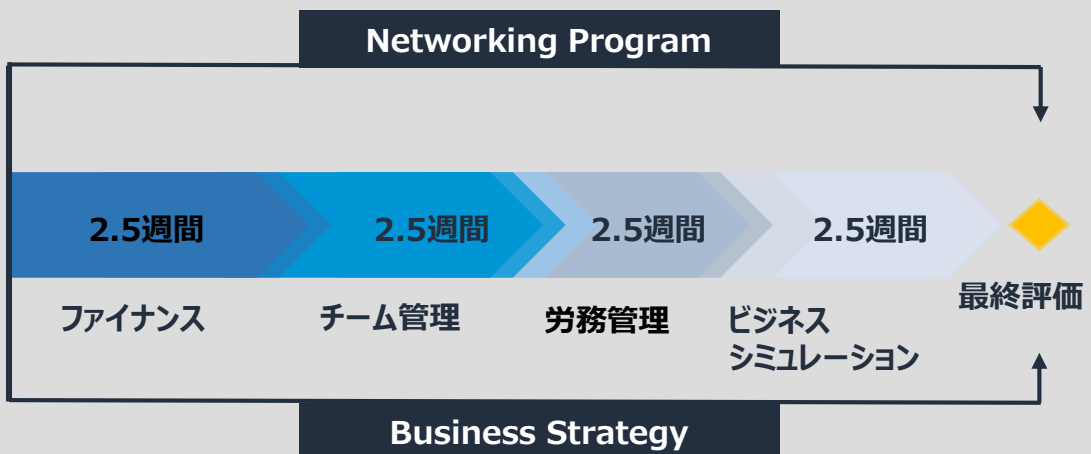 Networking Program
2.5週間
2.5週間
2.5週間
2.5週間
ファイナンス
チーム管理
労務管理
ビジネス
シミュレーション
最終評価
Business Strategy